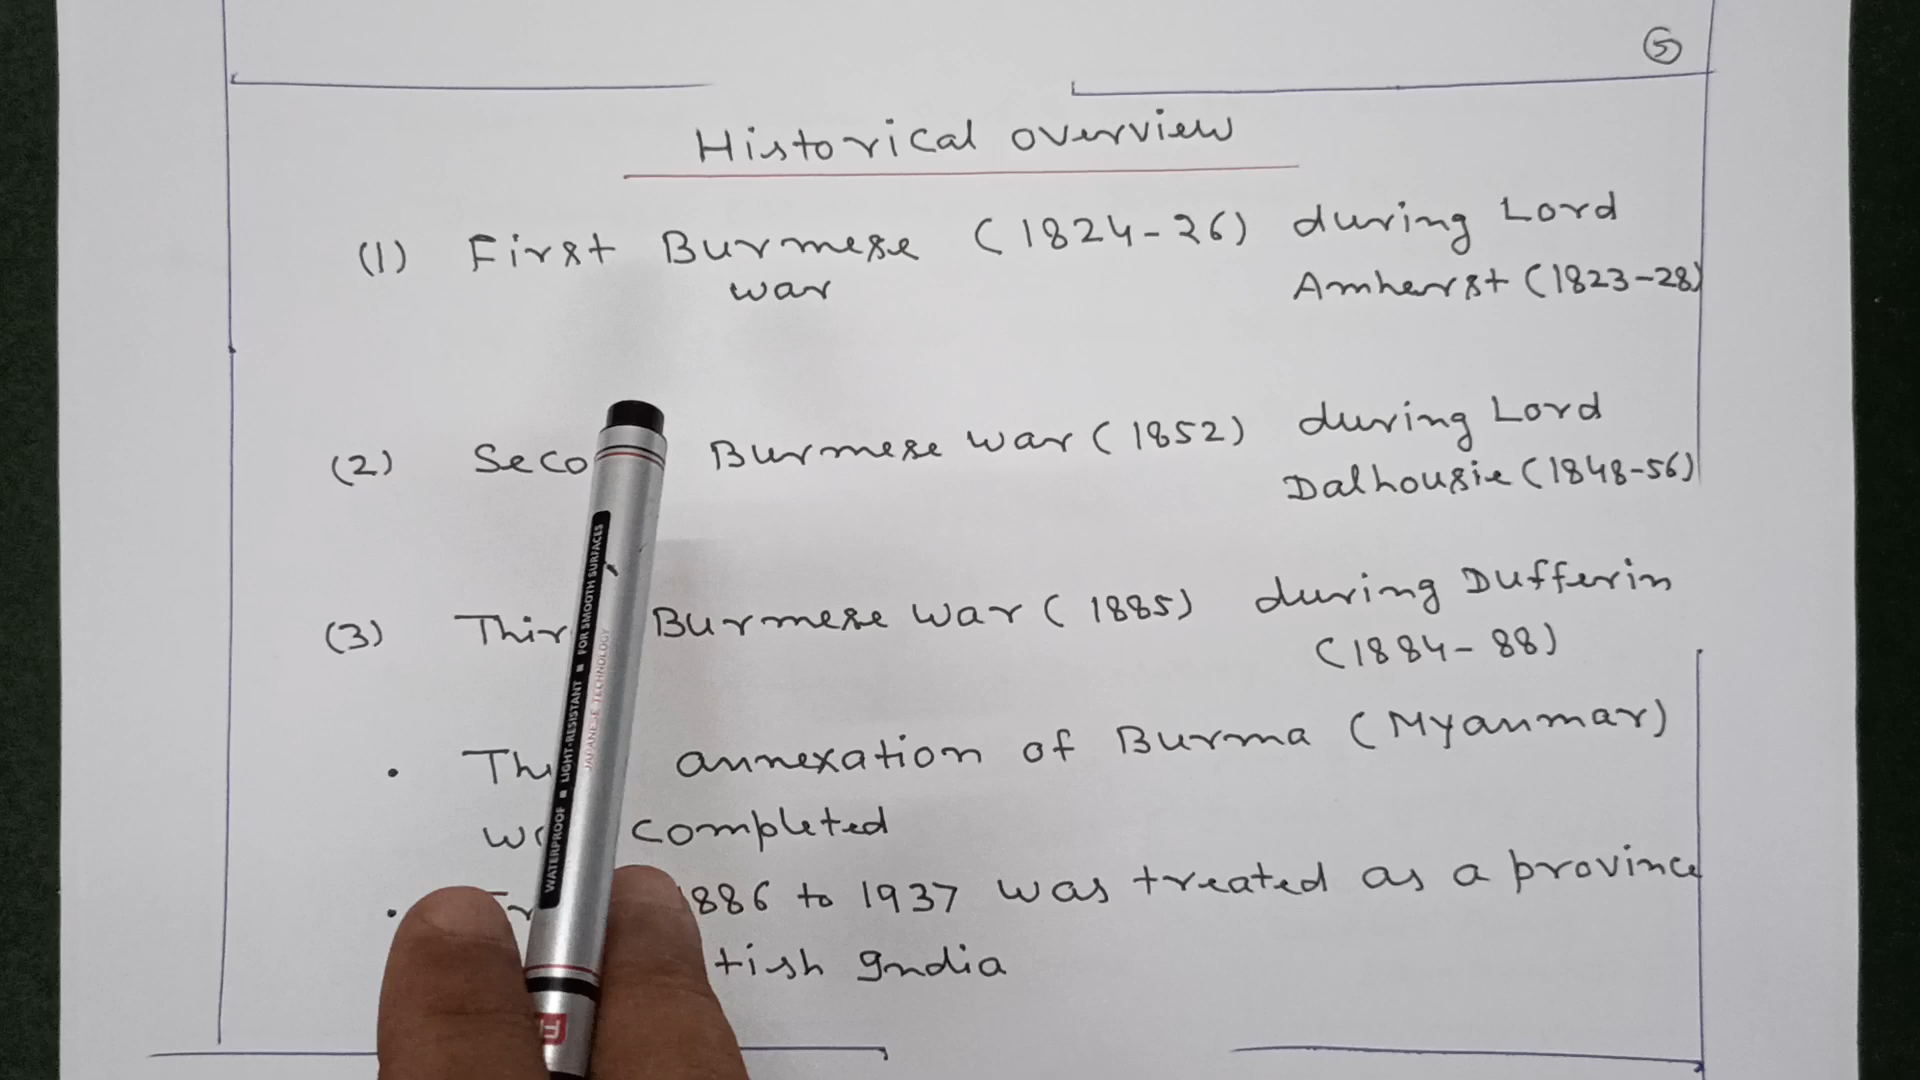 5
Historical overview
(1) First Burmese (1824-26) during Lord
war Amherst (1823-28)
(2) Seco Burmese war (1852) during Lord
Dalhousie (1848-56)
(3) Thir Burmese war (1885) during Dufferin
(1884-88)
• Th annexation of Burma (Myanmar)
completed
• 1886 to 1937 was treated as a province
tish India
WATERPROOF ■ LIGHT-RESISTANT ■ FOR SMOOTH SURFACES
JAPANESE TECHNOLOGY